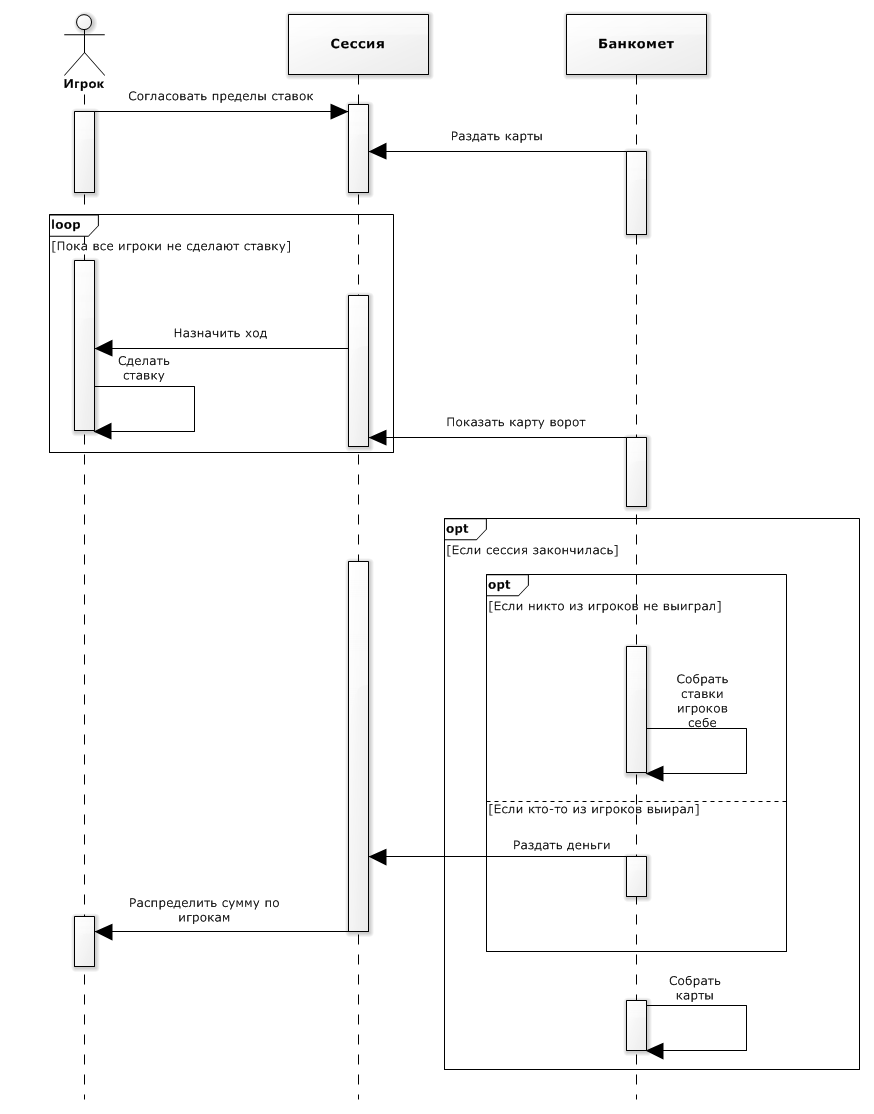 Игрок
Сессия
Банкомет
Согласовать пределы ставок
Раздать карты
loop
[Пока все игроки не сделают ставку]
Назначить ход
Сделать
ставку
Показать карту ворот
opt
[Если сессия закончилась]
opt
[Если никто из игроков не выиграл]
Собрать
ставки
игроков
себе
[Если кто-то из игроков выирал]
Раздать деньги
Распределить сумму по
игрокам
Собрать
карты